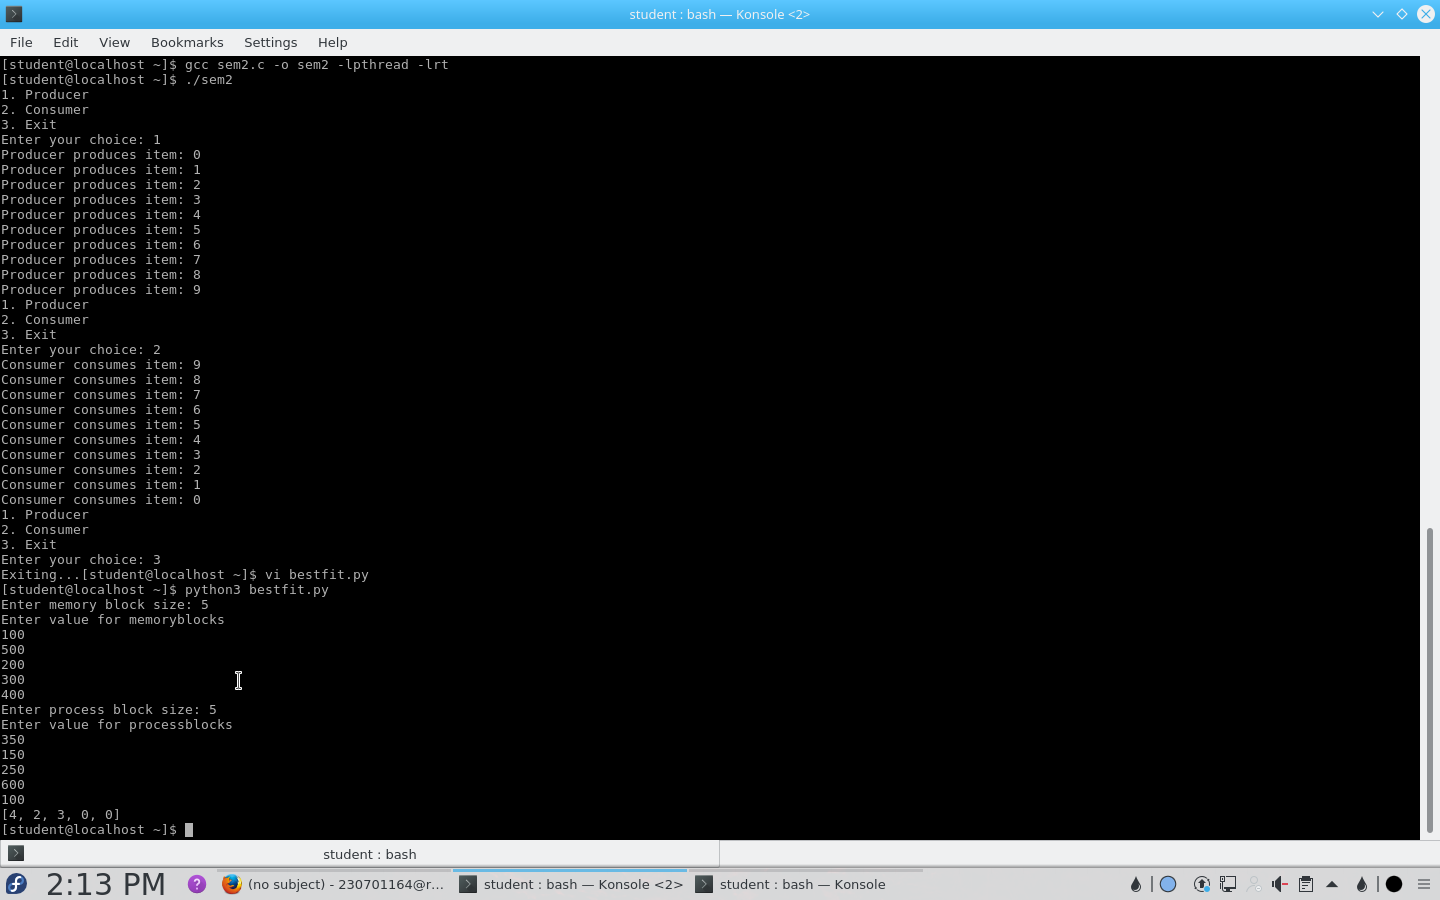 student : bash — Konsole <2>
File Edit View Bookmarks Settings Help
[student@localhost ~]$ gcc sem2.c -o sem2 -lpthread -lrt
[student@localhost ~]$ ./sem2
1. Producer
2. Consumer
3. Exit
Enter your choice: 1
Producer produces item: 0
Producer produces item: 1
Producer produces item: 2
Producer produces item: 3
Producer produces item: 4
Producer produces item: 5
Producer produces item: 6
Producer produces item: 7
Producer produces item: 8
Producer produces item: 9
1. Producer
2. Consumer
3. Exit
Enter your choice: 2
Consumer consumes item: 9
Consumer consumes item: 8
Consumer consumes item: 7
Consumer consumes item: 6
Consumer consumes item: 5
Consumer consumes item: 4
Consumer consumes item: 3
Consumer consumes item: 2
Consumer consumes item: 1
Consumer consumes item: 0
1. Producer
2. Consumer
3. Exit
Enter your choice: 3
Exiting...[student@localhost ~]$ vi bestfit.py
[student@localhost ~]$ python3 bestfit.py
Enter memory block size: 5
Enter value for memoryblocks
100
500
200
300
400
Enter process block size: 5
Enter value for processblocks
350
150
250
600
100
[4, 2, 3, 0, 0]
[student@localhost ~]$
student : bash
2:13 PM (no subject) - 230701164@r... student : bash — Konsole <2> student : bash — Konsole